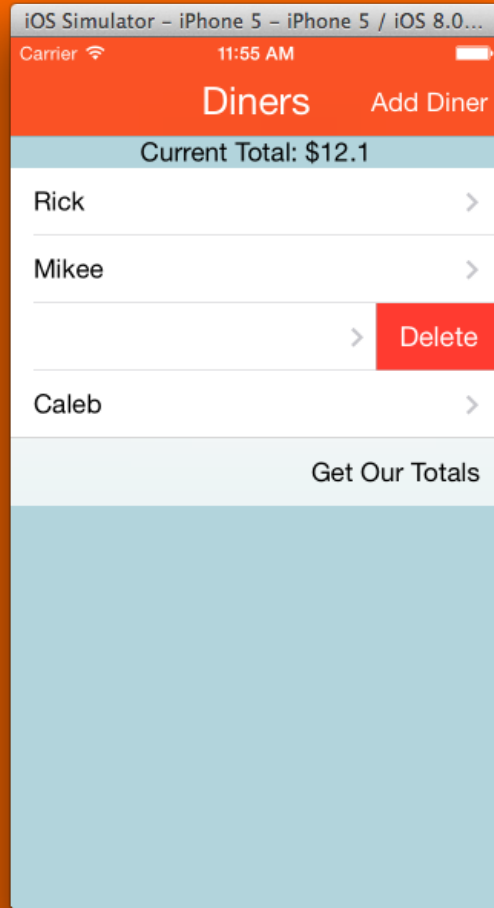 iOS Simulator – iPhone 5 – iPhone 5 / iOS 8.0...
Carrier 11:55 AM
Diners Add Diner
Current Total: $12.1
Rick
Mikee
Delete
Caleb
Get Our Totals